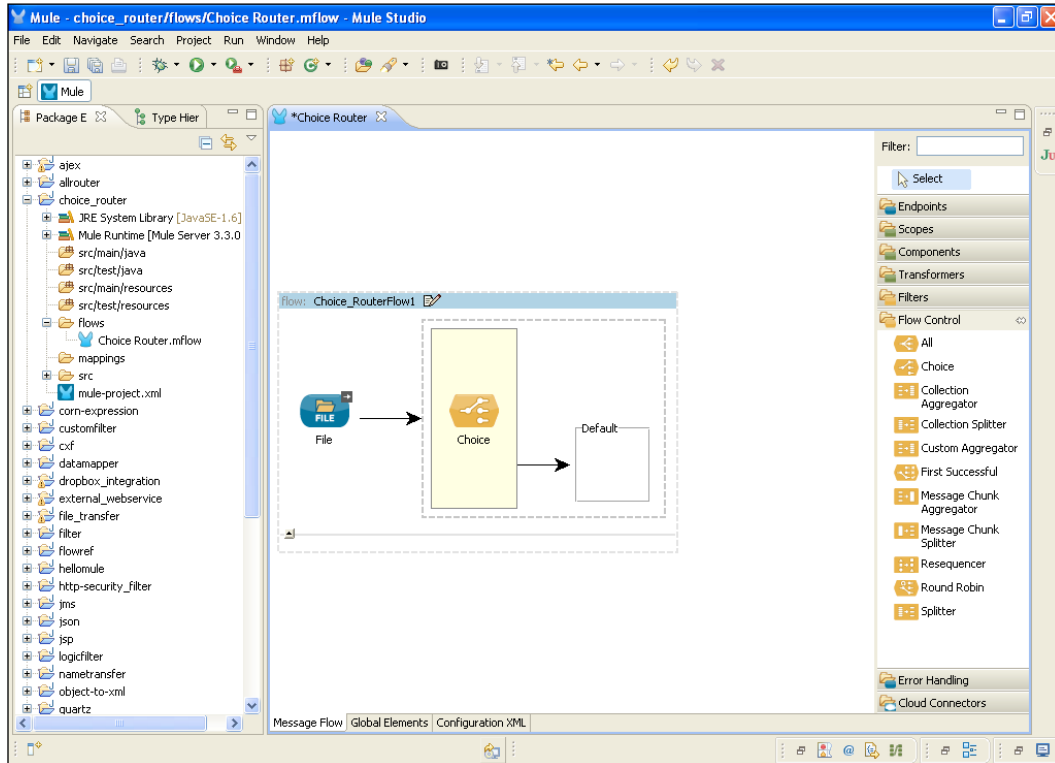 Mule - choice_router/flows/Choice Router.mflow - Mule Studio
File Edit Navigate Search Project Run Window Help
Mule
Package E
Type Hier
*Choice Router
ajex
allrouter
choice_router
JRE System Library [JavaSE-1.6]
Mule Runtime [Mule Server 3.3.0
src/main/java
src/test/java
src/main/resources
src/test/resources
flows
Choice Router.mflow
mappings
src
mule-project.xml
corn-expression
customfilter
cxf
datamapper
dropbox_integration
external_webservice
file_transfer
filter
flowref
hellomule
http-security_filter
jms
json
jsp
logicfilter
nametransfer
object-to-xml
quartz
flow: Choice_RouterFlow1
FILE
File
Choice
Default
Message Flow
Global Elements
Configuration XML
Filter:
Select
Endpoints
Scopes
Components
Transformers
Filters
Flow Control
All
Choice
Collection
Aggregator
Collection Splitter
Custom Aggregator
First Successful
Message Chunk
Aggregator
Message Chunk
Splitter
Resequencer
Round Robin
Splitter
Error Handling
Cloud Connectors
Ju